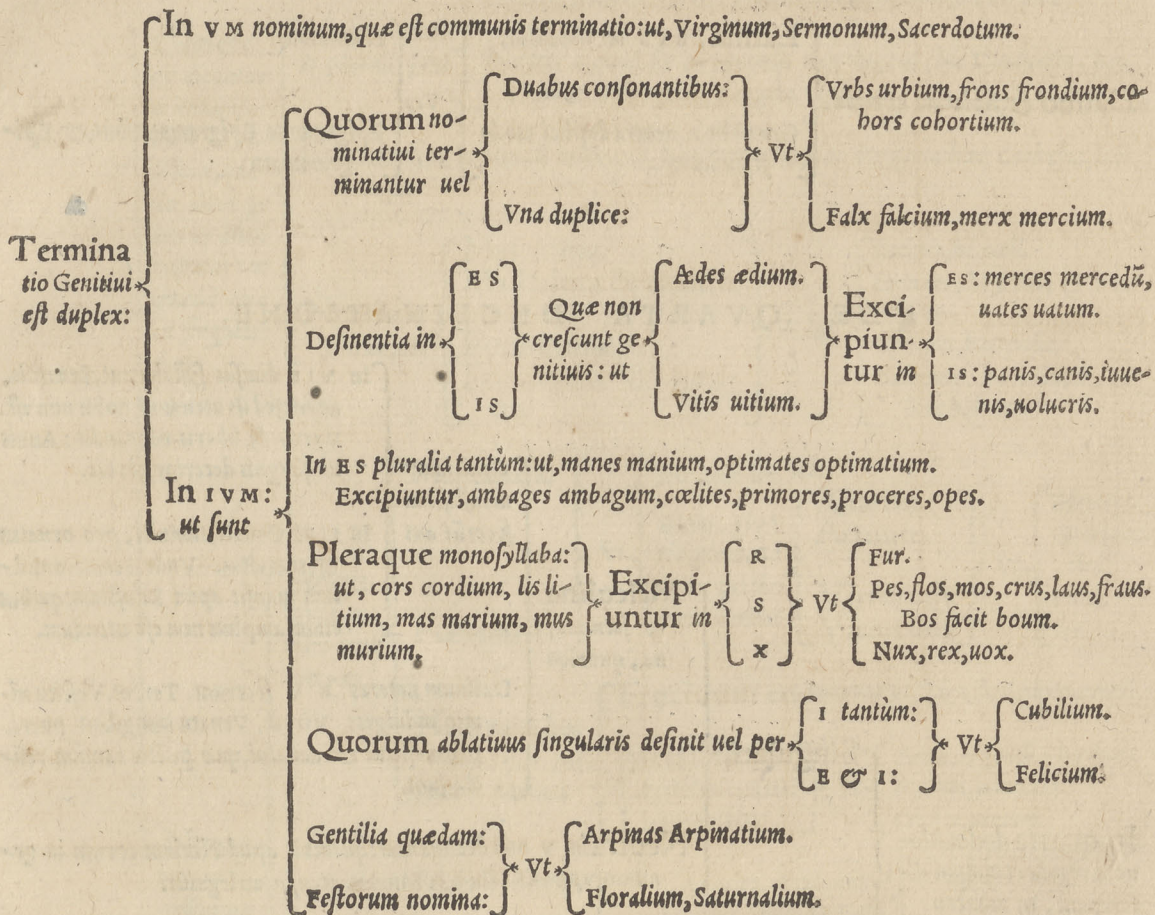 In VM nominum, quæ eſt communis terminatio: ut, Virginum, Sermonum, Sacerdotum.
Termina
tio Genitiui
eſt duplex:
Quorum no-
minatiui ter-
minantur uel
Duabus conſonantibus:
Vna duplice:
Vt
Vrbs urbium, frons frondium, co-
hors cohortium.
Falx falcium, merx mercium.
Deſinentia in
ES
IS
Quæ non
creſcunt ge
nitiuis: ut
Ædes ædium.
Vitis uitium.
Exci-
piun-
tur in
ES: merces mercedũ,
uates uatum.
IS: panis, canis, iuue-
nis, uolucris.
In IVM:
ut ſunt
In ES pluralia tantùm: ut, manes manium, optimates optimatium.
Excipiuntur, ambages ambagum, cœlites, primores, proceres, opes.
Pleraque monoſyllaba:
ut, cors cordium, lis li-
tium, mas marium, mus
murium,
Excipi-
untur in
R
S
X
Vt
Fur.
Pes, flos, mos, crus, laus, fraus.
Bos facit boum.
Nux, rex, uox.
Quorum ablatiuus ſingularis deſinit uel per
I tantùm:
E & I:
Vt
Cubilium.
Felicium.
Gentilia quædam:
Feſtorum nomina:
Vt
Arpinas Arpinatium.
Floralium, Saturnalium.